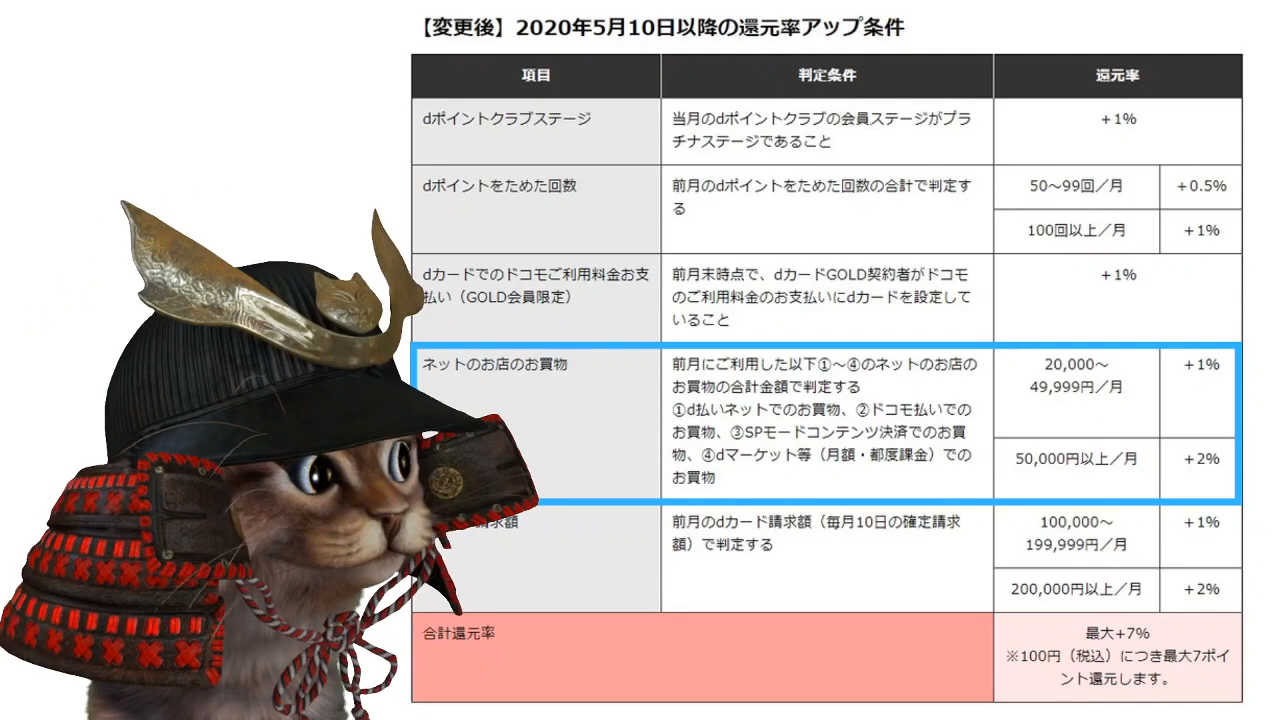 【変更後】2020年5月10日以降の還元率アップ条件
項目
判定条件
還元率
dポイントクラブステージ
当月のdポイントクラブの会員ステージがプラ
チナステージであること
+1%
dポイントをためた回数
前月のdポイントをためた回数の合計で判定す
る
50~99回/月
+0.5%
100回以上/月
+1%
dカードでのドコモご利用料金お支
払い(GOLD会員限定)
前月末時点で、dカードGOLD契約者がドコモ
のご利用料金のお支払いにdカードを設定して
いること
+1%
ネットのお店のお買物
前月にご利用した以下①~④のネットのお店の
お買物の合計金額で判定する
①d払いネットでのお買物、②ドコモ払いでの
お買物、③SPモードコンテンツ決済でのお買
物、④dマーケット等(月額・都度課金)での
お買物
20,000~
49,999円/月
+1%
50,000円以上/月
+2%
請求額
前月のdカード請求額(毎月10日の確定請求
額)で判定する
100,000~
199,999円/月
+1%
200,000円以上/月
+2%
合計還元率
最大+7%
※100円(税込)につき最大7ポイ
ント還元します。